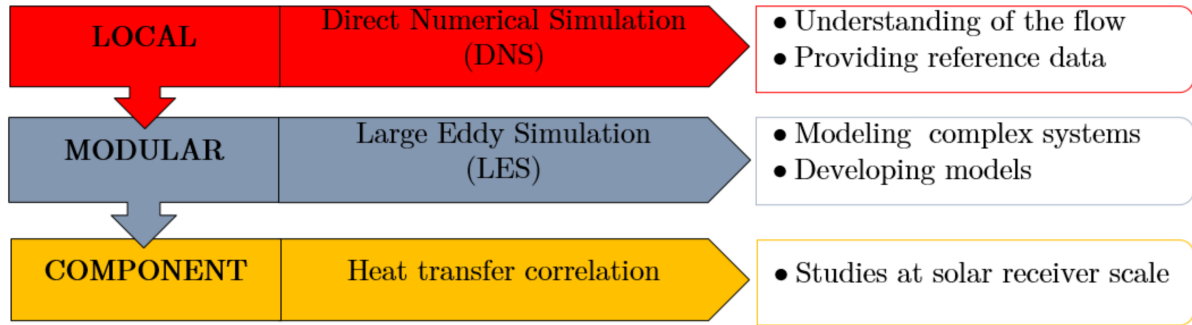 LOCAL
Direct Numerical Simulation
(DNS)
• Understanding of the flow
• Providing reference data
MODULAR
Large Eddy Simulation
(LES)
• Modeling complex systems
• Developing models
COMPONENT
Heat transfer correlation
• Studies at solar receiver scale